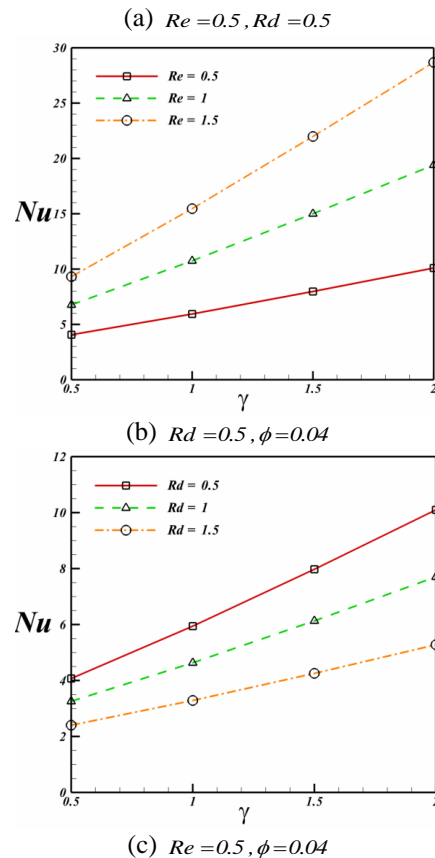 (a) Re =0.5 , Rd =0.5
30
Re = 0.5
Re = 1
Re = 1.5
25
20
Nu
15
10
5
0
0.5 1 1.5 2
γ
(b) Rd =0.5 , ϕ=0.04
12
Rd = 0.5
Rd = 1
Rd = 1.5
10
8
Nu
6
4
2
0
0.5 1 1.5 2
γ
(c) Re =0.5 , ϕ=0.04